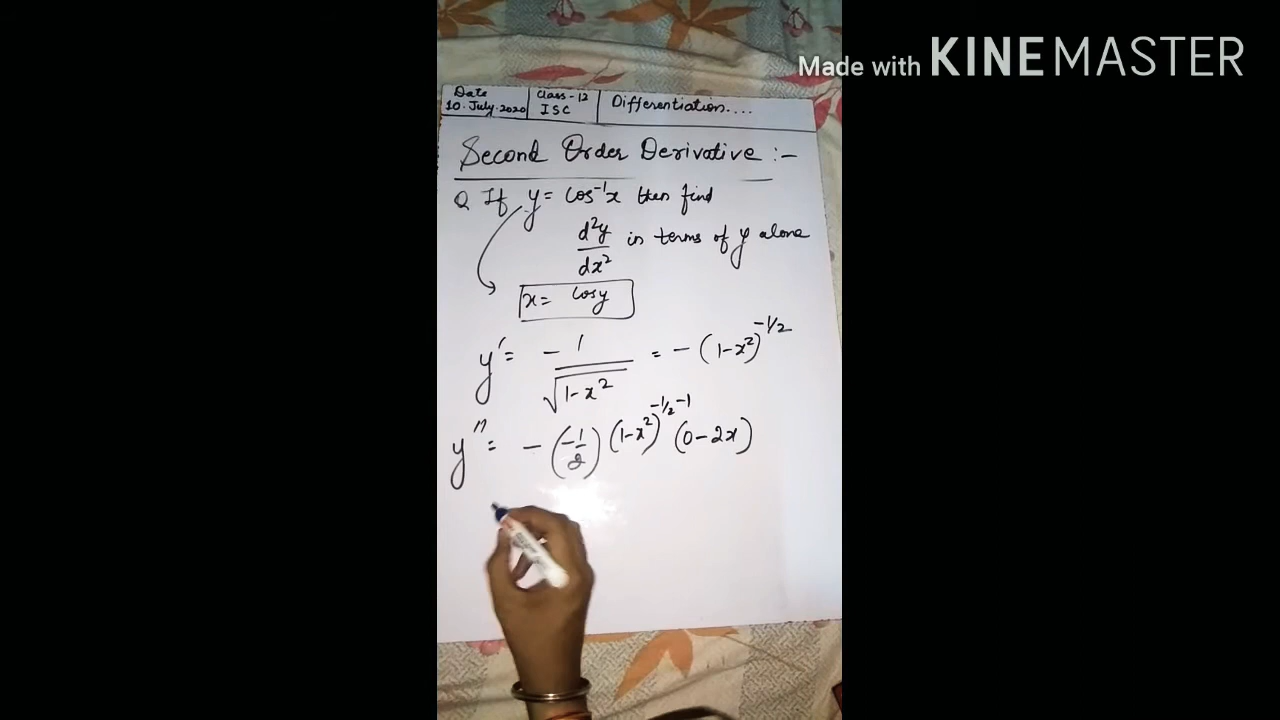 Made with KINEMASTER
Date
10.July.2020
Class-12
ISC
Differentiation....
Second Order Derivative :-
Q If y = Cos⁻¹x then find
d²y/dx² in terms of y alone
x = Cosy
y' = -1/√(1-x²) = -(1-x²)^(-1/2)
y'' = -(-1/2)(1-x²)^(-1/2-1) (0-2x)